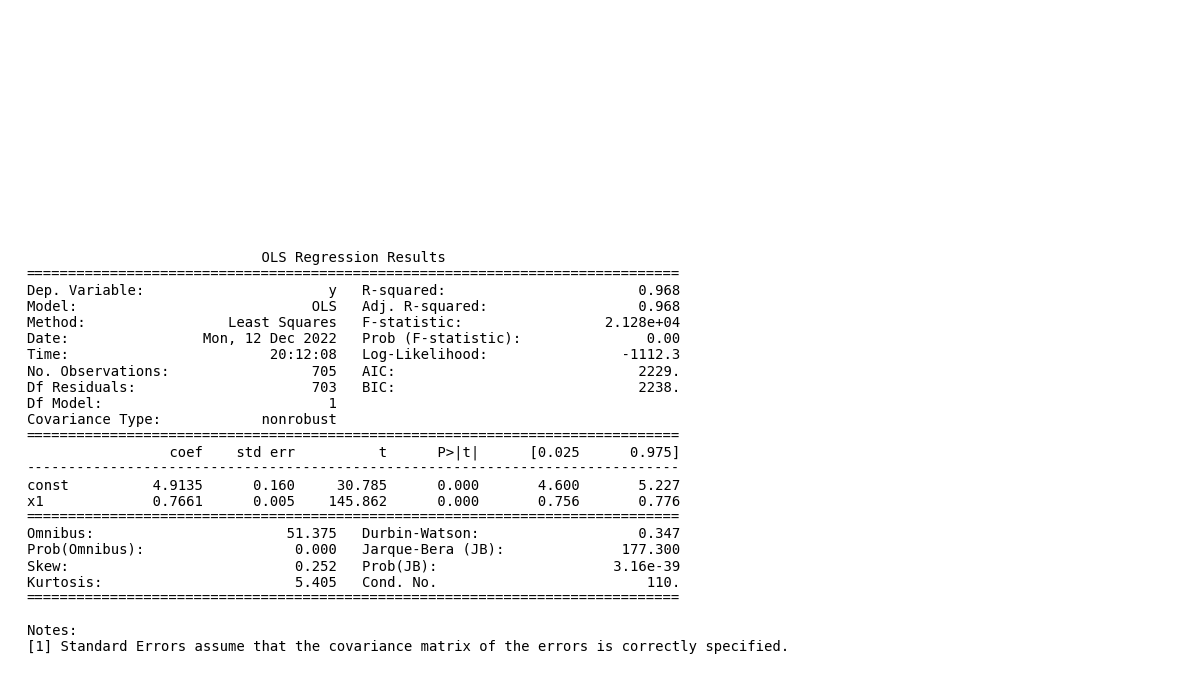 OLS Regression Results                            
==============================================================================
Dep. Variable:                      y   R-squared:                       0.968
Model:                            OLS   Adj. R-squared:                  0.968
Method:                 Least Squares   F-statistic:                 2.128e+04
Date:                Mon, 12 Dec 2022   Prob (F-statistic):               0.00
Time:                        20:12:08   Log-Likelihood:                -1112.3
No. Observations:                 705   AIC:                             2229.
Df Residuals:                     703   BIC:                             2238.
Df Model:                           1
Covariance Type:            nonrobust
==============================================================================
                 coef    std err          t      P>|t|      [0.025      0.975]
------------------------------------------------------------------------------
const          4.9135      0.160     30.785      0.000       4.600       5.227
x1             0.7661      0.005    145.862      0.000       0.756       0.776
==============================================================================
Omnibus:                       51.375   Durbin-Watson:                   0.347
Prob(Omnibus):                  0.000   Jarque-Bera (JB):              177.300
Skew:                           0.252   Prob(JB):                     3.16e-39
Kurtosis:                       5.405   Cond. No.                         110.
==============================================================================
Notes:
[1] Standard Errors assume that the covariance matrix of the errors is correctly specified.